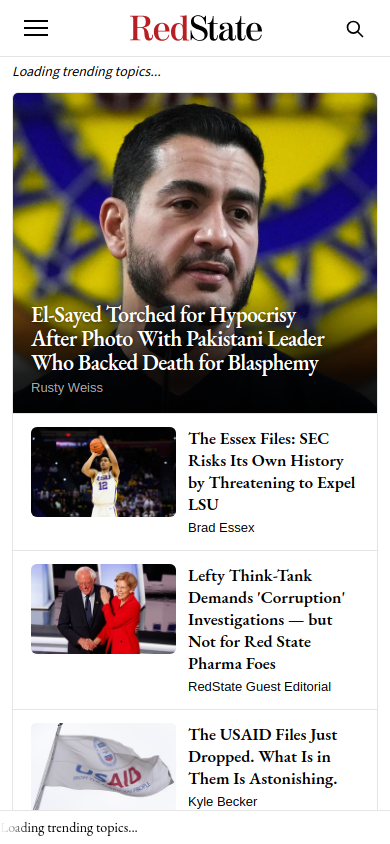 RedState
Loading trending topics...
El-Sayed Torched for Hypocrisy
After Photo With Pakistani Leader
Who Backed Death for Blasphemy
Rusty Weiss
12
The Essex Files: SEC
Risks Its Own History
by Threatening to Expel
LSU
Brad Essex
Lefty Think-Tank
Demands 'Corruption'
Investigations — but
Not for Red State
Pharma Foes
RedState Guest Editorial
USAID
The USAID Files Just
Dropped. What Is in
Them Is Astonishing.
Kyle Becker
Loading trending topics...